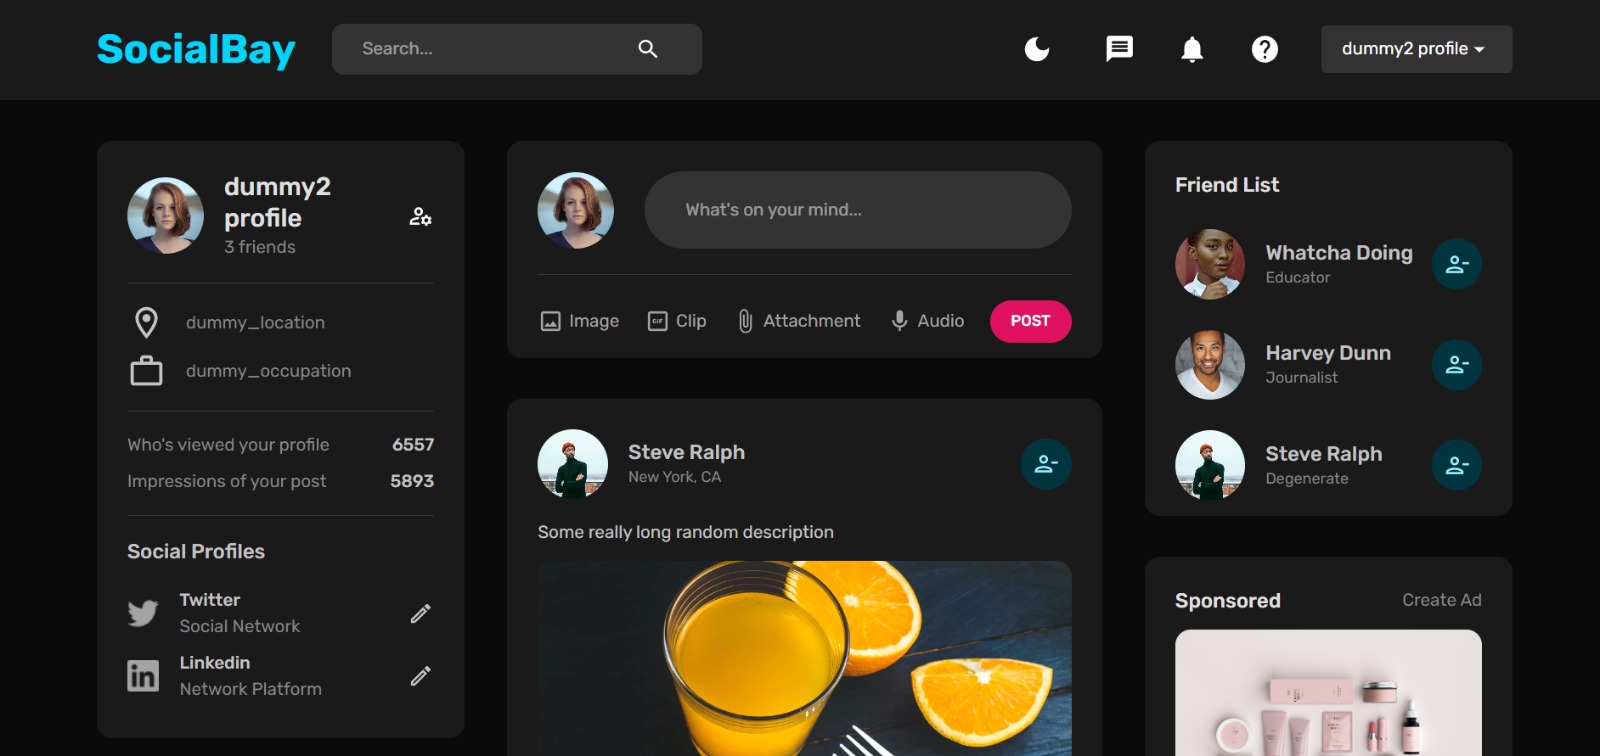 SocialBay
Search...
dummy2 profile
dummy2
profile
3 friends
dummy_location
dummy_occupation
Who's viewed your profile 6557
Impressions of your post 5893
Social Profiles
Twitter
Social Network
Linkedin
Network Platform
What's on your mind...
Image
GIF
Clip
Attachment
Audio
POST
Steve Ralph
New York, CA
Some really long random description
Friend List
Whatcha Doing
Educator
Harvey Dunn
Journalist
Steve Ralph
Degenerate
Sponsored
Create Ad